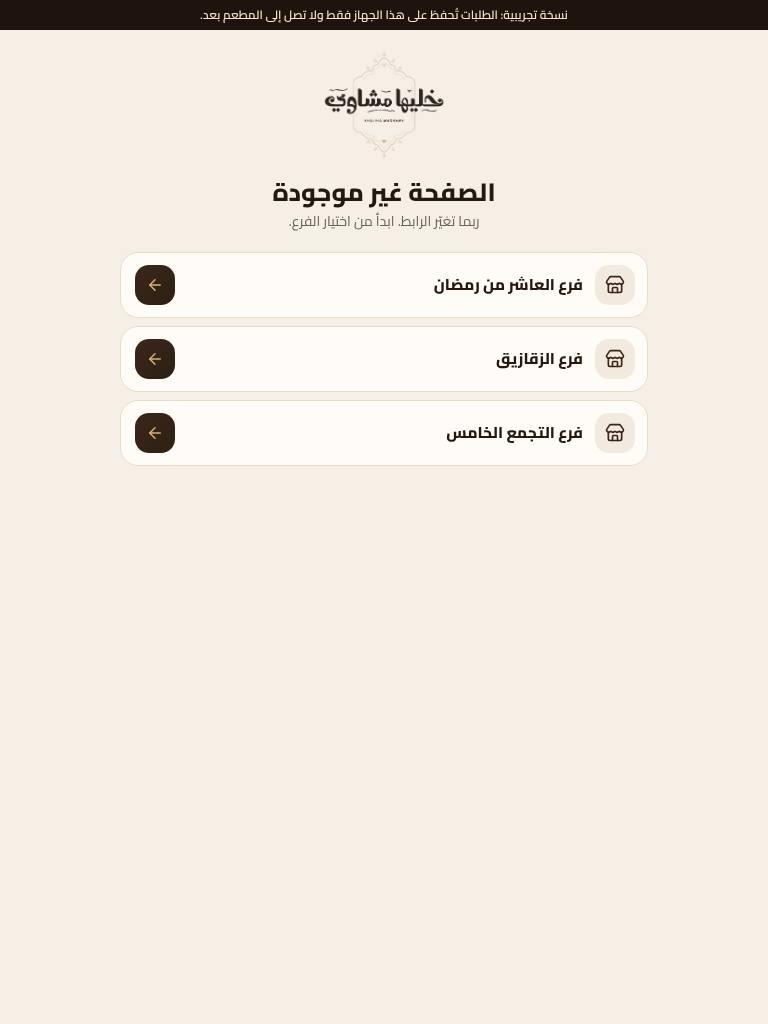 نسخة تجريبية: الطلبات تُحفظ على هذا الجهاز فقط ولا تصل إلى المطعم بعد.
خليها مشاوي
الصفحة غير موجودة
ربما تغيّر الرابط. ابدأ من اختيار الفرع.
فرع العاشر من رمضان
فرع الزقازيق
فرع التجمع الخامس